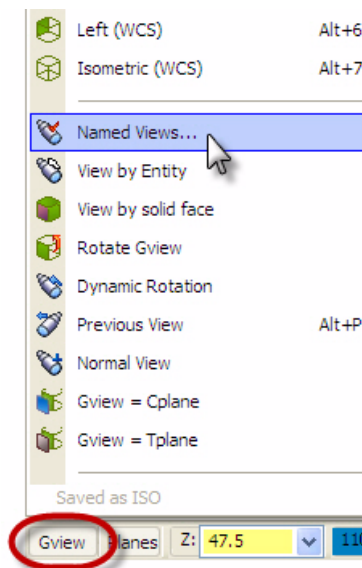 Left (WCS) Alt+6
Isometric (WCS) Alt+7
Named Views...
View by Entity
View by solid face
Rotate Gview
Dynamic Rotation
Previous View Alt+P
Normal View
Gview = Cplane
Gview = Tplane
Saved as ISO
Gview Planes Z: 47.5